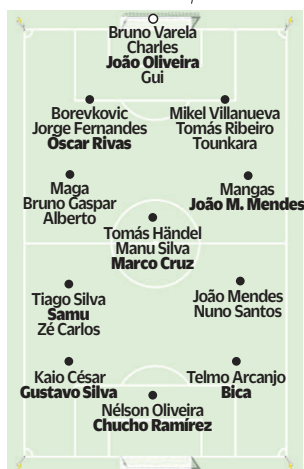 Bruno Varela
Charles
João Oliveira
Gui
Borevkovic
Jorge Fernandes
Óscar Rivas
Mikel Villanueva
Tomás Ribeiro
Tounkara
Maga
Bruno Gaspar
Alberto
Mangas
João M. Mendes
Tomás Händel
Manu Silva
Marco Cruz
Tiago Silva
Samu
Zé Carlos
João Mendes
Nuno Santos
Kaio César
Gustavo Silva
Telmo Arcanjo
Bica
Nélson Oliveira
Chucho Ramírez